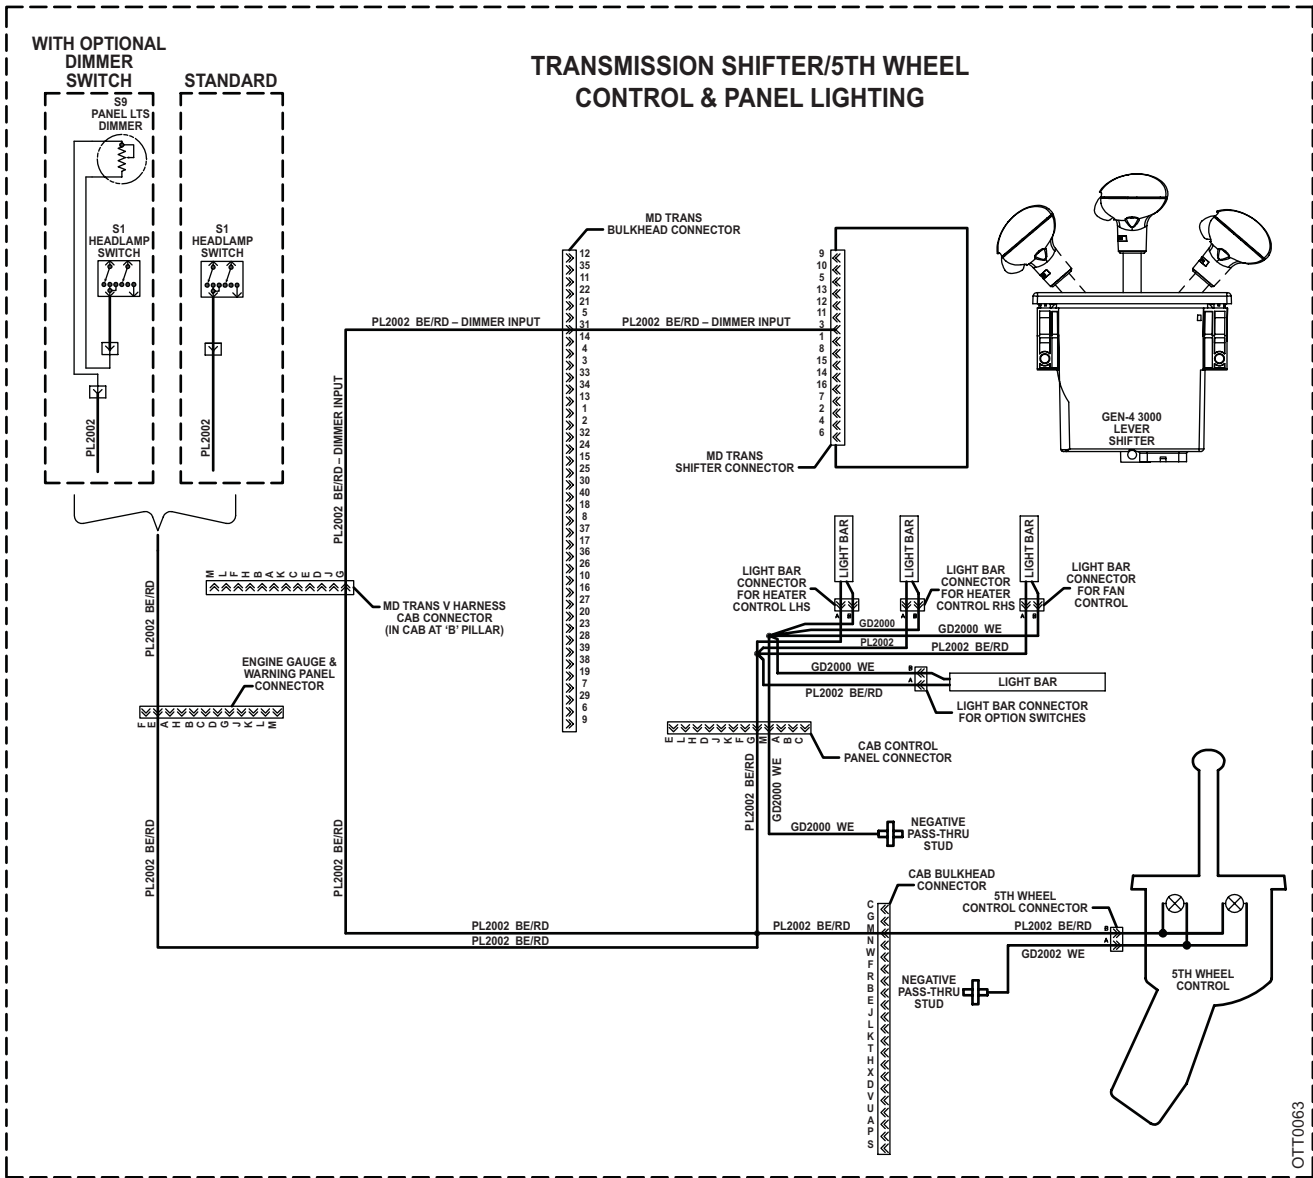 WITH OPTIONAL
DIMMER
SWITCH
STANDARD
TRANSMISSION SHIFTER/5TH WHEEL
CONTROL & PANEL LIGHTING
S9
PANEL LTS
DIMMER
S1
HEADLAMP
SWITCH
S1
HEADLAMP
SWITCH
PL2002
PL2002
MD TRANS
BULKHEAD CONNECTOR
12
35
11
22
21
5
31
14
4
3
33
34
13
1
2
32
24
15
25
30
40
18
8
37
17
36
26
10
16
27
20
23
28
39
38
19
7
29
6
9
PL2002 BE/RD – DIMMER INPUT
PL2002 BE/RD – DIMMER INPUT
PL2002 BE/RD – DIMMER INPUT
9
10
5
13
12
11
3
1
8
15
14
16
7
2
4
6
MD TRANS
SHIFTER CONNECTOR
GEN-4 3000
LEVER
SHIFTER
M L F H B A K C E D J G
MD TRANS V HARNESS
CAB CONNECTOR
(IN CAB AT ‘B’ PILLAR)
PL2002 BE/RD
ENGINE GAUGE &
WARNING PANEL
CONNECTOR
F E A H B C D G J K L M
PL2002 BE/RD
PL2002 BE/RD
LIGHT BAR
LIGHT BAR
LIGHT BAR
LIGHT BAR
CONNECTOR
FOR HEATER
CONTROL LHS
LIGHT BAR
CONNECTOR
FOR HEATER
CONTROL RHS
LIGHT BAR
CONNECTOR
FOR FAN
CONTROL
A B
A B
A B
GD2000
GD2000 WE
PL2002
PL2002 BE/RD
GD2000 WE
B
A
PL2002 BE/RD
LIGHT BAR
LIGHT BAR CONNECTOR
FOR OPTION SWITCHES
E L H D J K F G M A B C
CAB CONTROL
PANEL CONNECTOR
PL2002 BE/RD
GD2000 WE
GD2000 WE
NEGATIVE
PASS-THRU
STUD
CAB BULKHEAD
CONNECTOR
C
G
M
N
W
F
R
B
E
J
L
K
T
H
X
D
V
U
A
P
S
5TH WHEEL
CONTROL CONNECTOR
PL2002 BE/RD
PL2002 BE/RD
PL2002 BE/RD
PL2002 BE/RD
B
A
GD2002 WE
NEGATIVE
PASS-THRU
STUD
5TH WHEEL
CONTROL
OTT0063